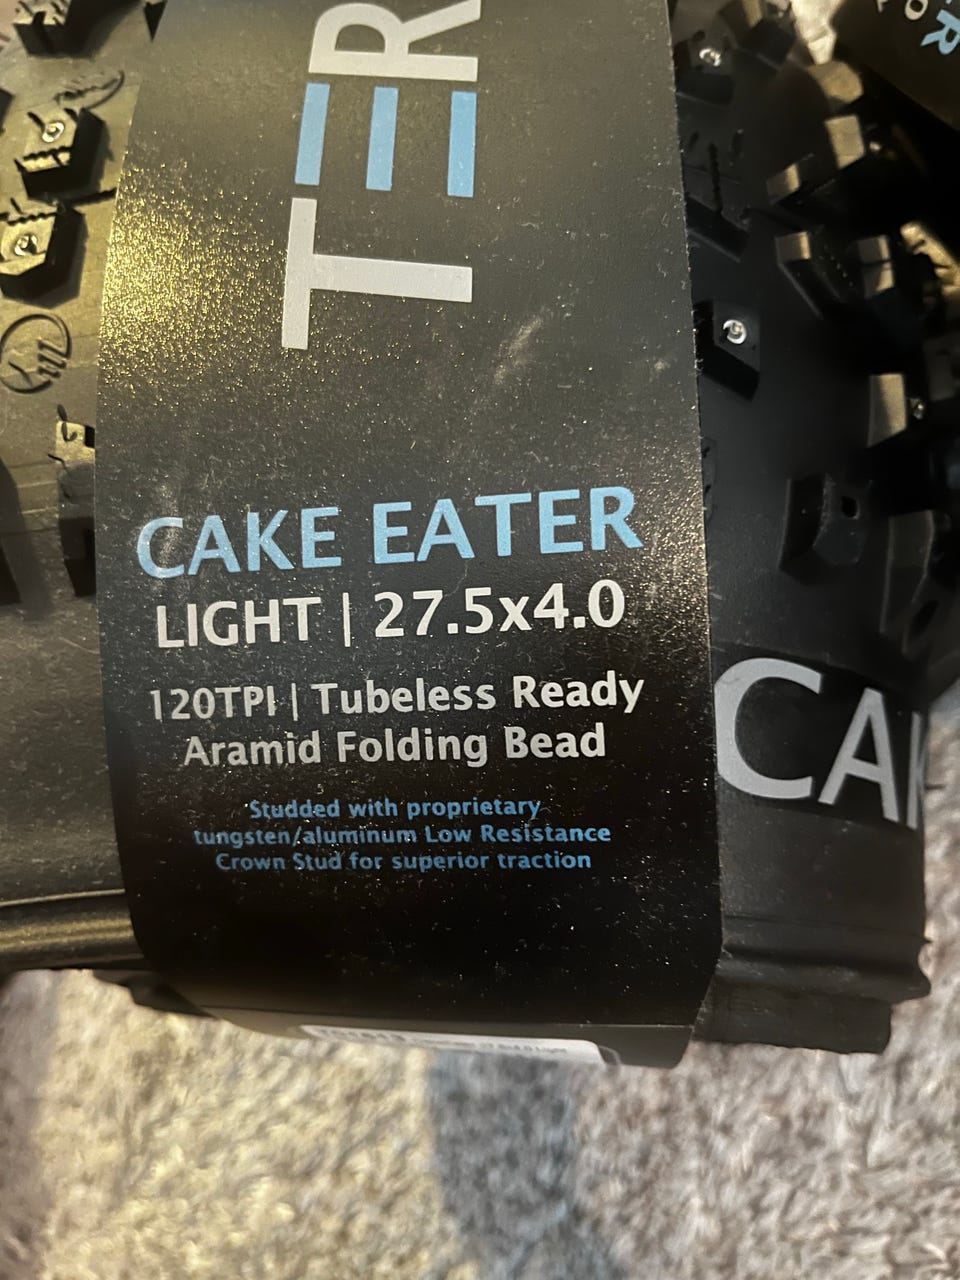 TER
CAKE EATER
LIGHT | 27.5x4.0
120TPI | Tubeless Ready
Aramid Folding Bead
Studded with proprietary
tungsten/aluminum Low Resistance
Crown Stud for superior traction
CAK